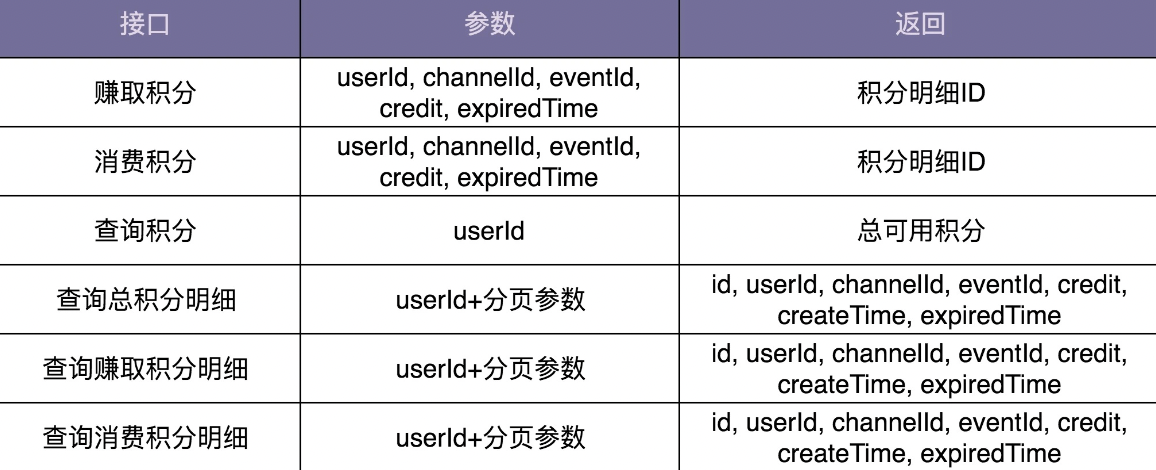 接口 参数 返回
赚取积分 userId, channelId, eventId, credit, expiredTime 积分明细ID
消费积分 userId, channelId, eventId, credit, expiredTime 积分明细ID
查询积分 userId 总可用积分
查询总积分明细 userId+分页参数 id, userId, channelId, eventId, credit, createTime, expiredTime
查询赚取积分明细 userId+分页参数 id, userId, channelId, eventId, credit, createTime, expiredTime
查询消费积分明细 userId+分页参数 id, userId, channelId, eventId, credit, createTime, expiredTime